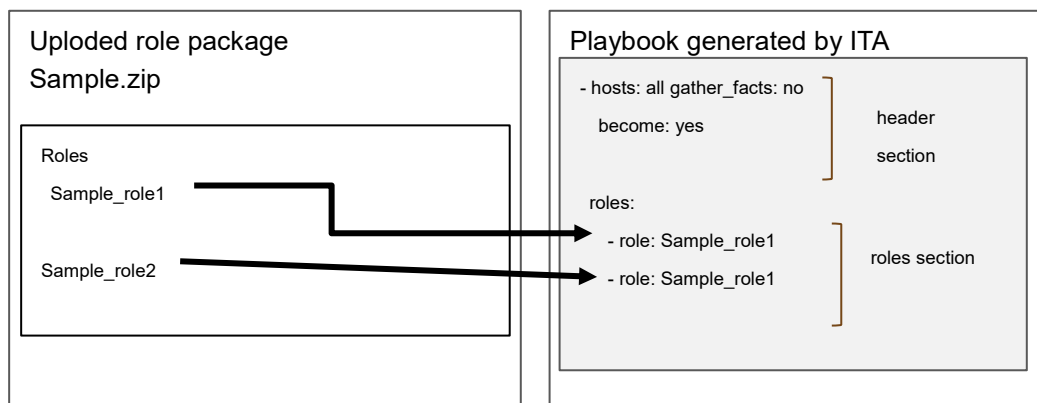 Uploded role package
Sample.zip
Roles
Sample_role1
Sample_role2
Playbook generated by ITA
- hosts: all gather_facts: no
become: yes
header
section
roles:
- role: Sample_role1
- role: Sample_role1
roles section